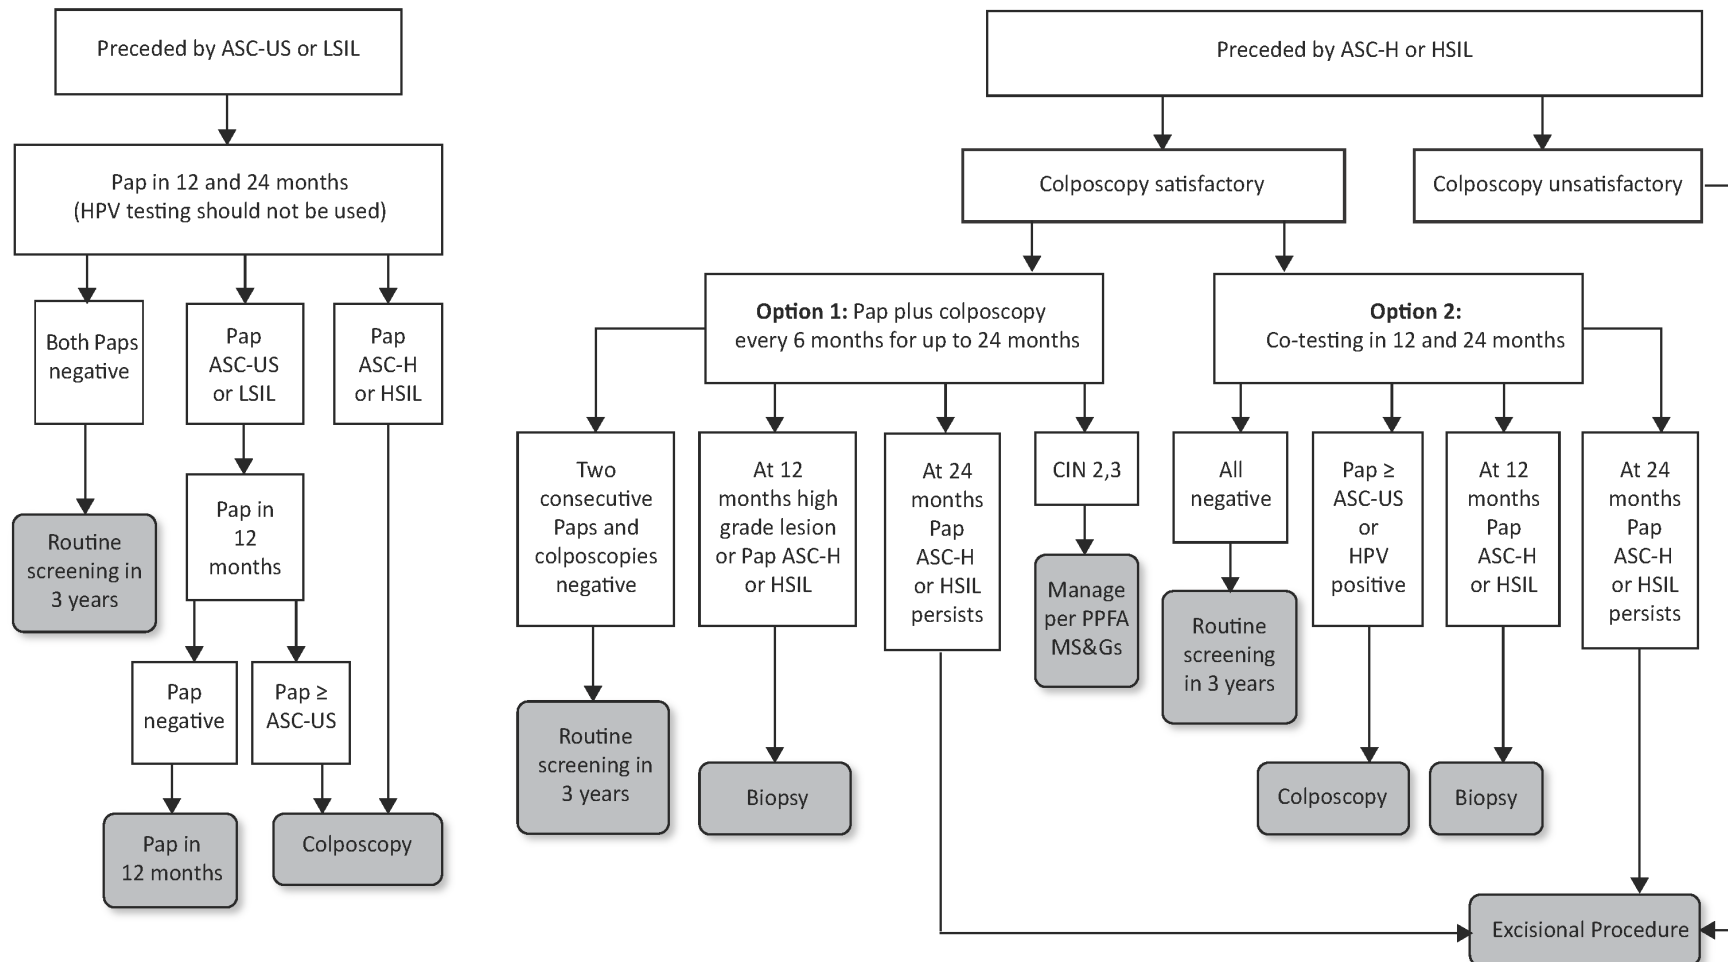 Preceded by ASC-US or LSIL
Pap in 12 and 24 months
(HPV testing should not be used)
Both Paps
negative
Pap
ASC-US
or LSIL
Pap
ASC-H
or HSIL
Routine
screening in
3 years
Pap in
12
months
Pap
negative
Pap ≥
ASC-US
Pap in
12 months
Colposcopy
Preceded by ASC-H or HSIL
Colposcopy satisfactory
Colposcopy unsatisfactory
Option 1: Pap plus colposcopy
every 6 months for up to 24 months
Option 2:
Co-testing in 12 and 24 months
Two
consecutive
Paps and
colposcopies
negative
At 12
months high
grade lesion
or Pap ASC-H
or HSIL
At 24
months
Pap
ASC-H
or HSIL
persists
CIN 2,3
All
negative
Pap ≥
ASC-US
or
HPV
positive
At 12
months
Pap
ASC-H
or HSIL
At 24
months
Pap
ASC-H
or HSIL
persists
Routine
screening in
3 years
Biopsy
Manage
per PPFA
MS&Gs
Routine
screening
in 3 years
Colposcopy
Biopsy
Excisional Procedure